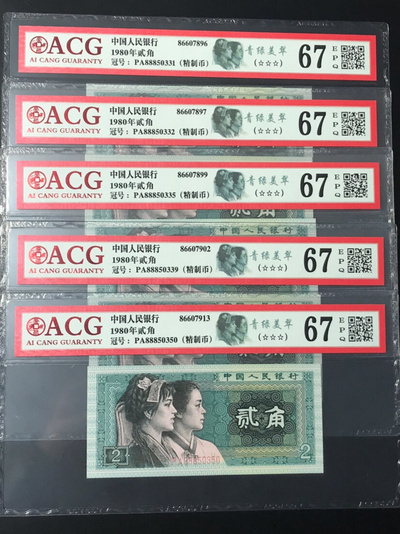 ACG
AI CANG GUARANTY
中国人民银行 86607896
1980年贰角
冠号：PA88850331 (精制币)
青绿美翠
(☆☆☆)
67 EPQ
ACG
AI CANG GUARANTY
中国人民银行 86607897
1980年贰角
冠号：PA88850332 (精制币)
青绿美翠
(☆☆☆)
67 EPQ
ACG
AI CANG GUARANTY
中国人民银行 86607899
1980年贰角
冠号：PA88850335 (精制币)
青绿美翠
(☆☆☆)
67 EPQ
贰角
ACG
AI CANG GUARANTY
中国人民银行 86607902
1980年贰角
冠号：PA88850339 (精制币)
青绿美翠
(☆☆☆)
67 EPQ
ACG
AI CANG GUARANTY
中国人民银行 86607913
1980年贰角
冠号：PA88850350 (精制币)
青绿美翠
(☆☆☆)
67 EPQ
中国人民银行
贰角
2
2